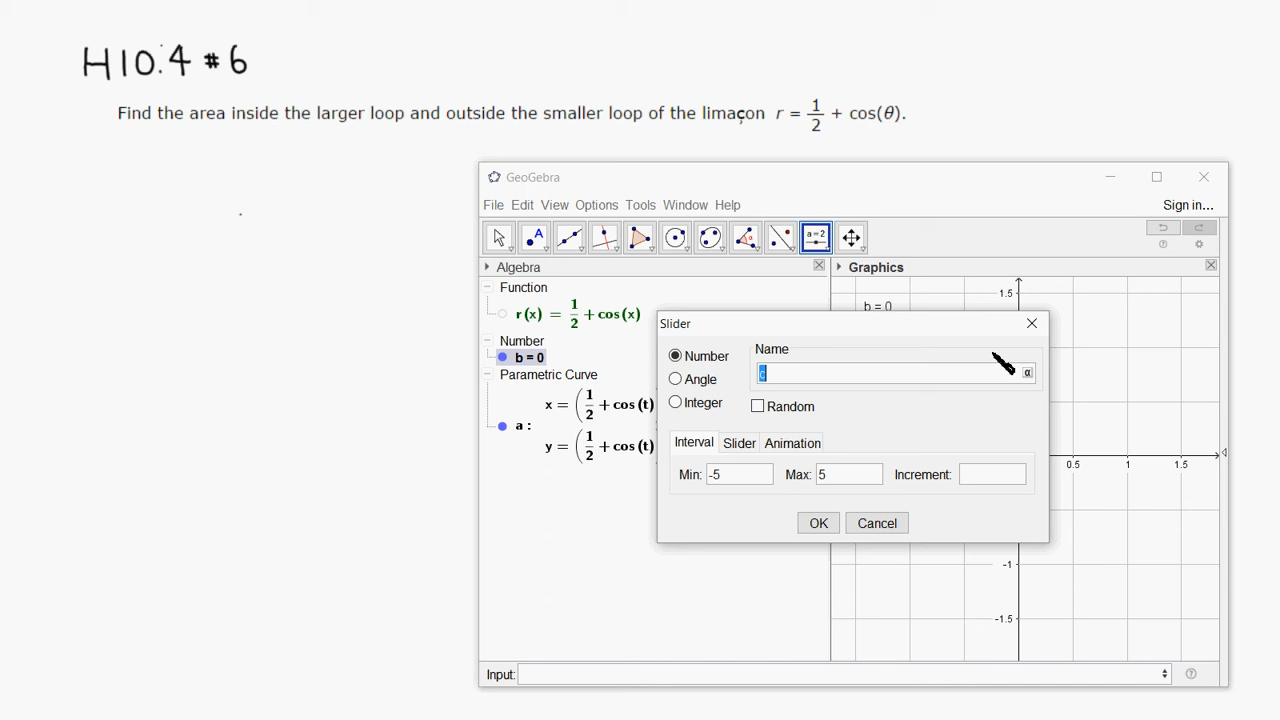 H10.4 #6
Find the area inside the larger loop and outside the smaller loop of the limaçon r = 1/2 + cos(θ).
GeoGebra
File Edit View Options Tools Window Help
Sign in...
A
a = 2
Algebra
Graphics
Function
r(x) = 1/2 + cos(x)
Number
b = 0
Parametric Curve
a :
x = (1/2 + cos(t)
y = (1/2 + cos(t)
1.5
b = 0
0.5 1 1.5
-1
-1.5
Slider
Number
Angle
Integer
Name
c
α
Random
Interval Slider Animation
Min: -5 Max: 5 Increment:
OK Cancel
Input: